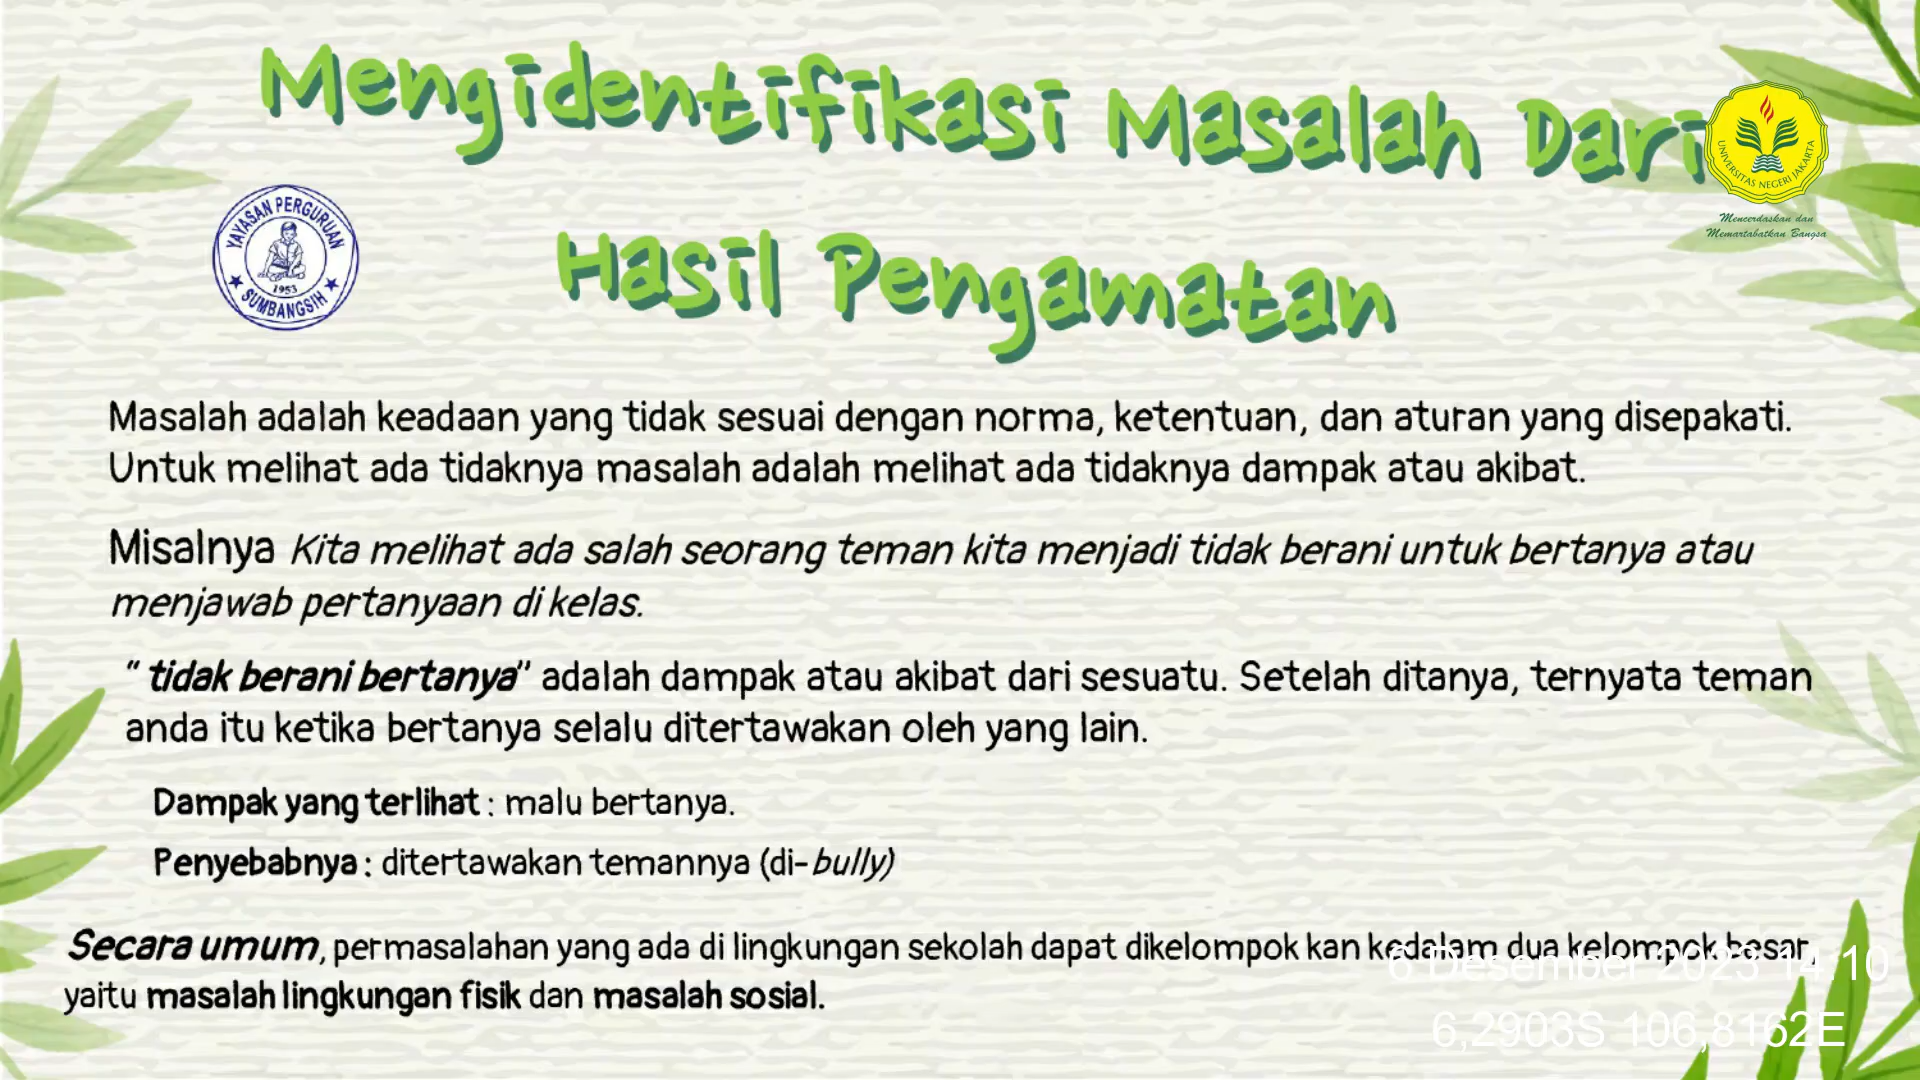 Mengidentifikasi Masalah Dari
UNIVERSITAS NEGERI JAKARTA
Mencerdaskan dan
Memartabatkan Bangsa
YAYASAN PERGURUAN
1953
SUMBANGSIH
Hasil Pengamatan
Masalah adalah keadaan yang tidak sesuai dengan norma, ketentuan, dan aturan yang disepakati.
Untuk melihat ada tidaknya masalah adalah melihat ada tidaknya dampak atau akibat.
Misalnya Kita melihat ada salah seorang teman kita menjadi tidak berani untuk bertanya atau
menjawab pertanyaan di kelas.
“ tidak berani bertanya” adalah dampak atau akibat dari sesuatu. Setelah ditanya, ternyata teman
anda itu ketika bertanya selalu ditertawakan oleh yang lain.
Dampak yang terlihat : malu bertanya.
Penyebabnya : ditertawakan temannya (di-bully)
Secara umum, permasalahan yang ada di lingkungan sekolah dapat dikelompok kan kedalam dua kelompok besar,
yaitu masalah lingkungan fisik dan masalah sosial.
6 Desember 2023 14.10
6,2903S 106,8162E